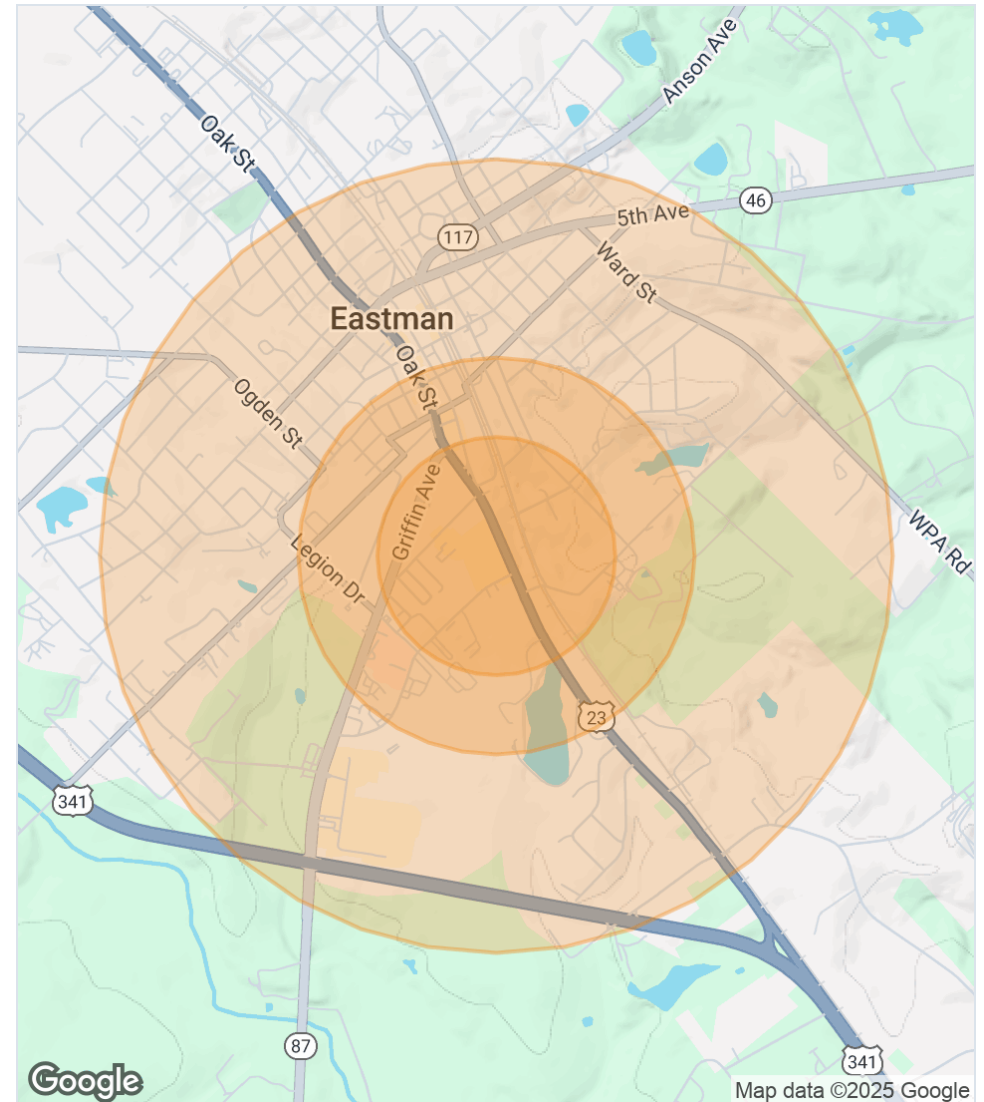 Anson Ave
Oak St
46
5th Ave
117
Ward St
Eastman
Oak St
Ogden St
Griffin Ave
WPA Rd
Legion Dr
23
341
87
341
Google
Map data ©2025 Google